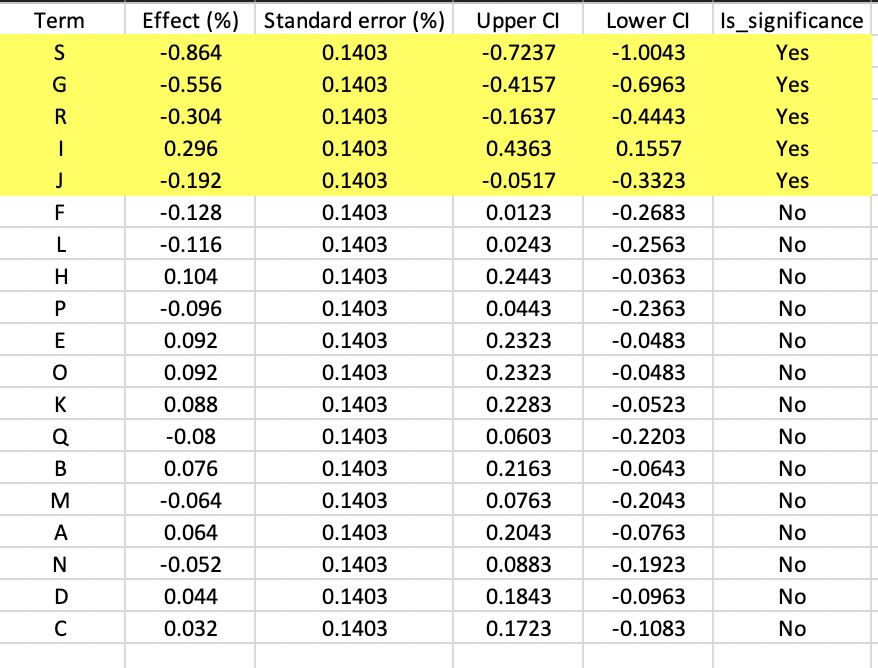 Term Effect (%) Standard error (%) Upper CI Lower CI Is_significance
S -0.864 0.1403 -0.7237 -1.0043 Yes
G -0.556 0.1403 -0.4157 -0.6963 Yes
R -0.304 0.1403 -0.1637 -0.4443 Yes
I 0.296 0.1403 0.4363 0.1557 Yes
J -0.192 0.1403 -0.0517 -0.3323 Yes
F -0.128 0.1403 0.0123 -0.2683 No
L -0.116 0.1403 0.0243 -0.2563 No
H 0.104 0.1403 0.2443 -0.0363 No
P -0.096 0.1403 0.0443 -0.2363 No
E 0.092 0.1403 0.2323 -0.0483 No
O 0.092 0.1403 0.2323 -0.0483 No
K 0.088 0.1403 0.2283 -0.0523 No
Q -0.08 0.1403 0.0603 -0.2203 No
B 0.076 0.1403 0.2163 -0.0643 No
M -0.064 0.1403 0.0763 -0.2043 No
A 0.064 0.1403 0.2043 -0.0763 No
N -0.052 0.1403 0.0883 -0.1923 No
D 0.044 0.1403 0.1843 -0.0963 No
C 0.032 0.1403 0.1723 -0.1083 No